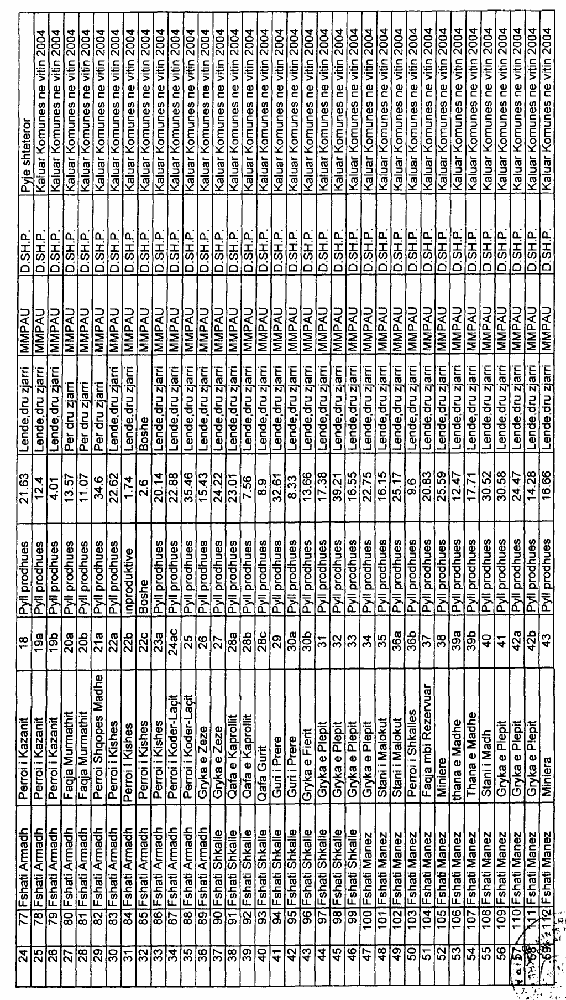 24 77 Fshati Armadh Perroi i Kazanit 18 Pyll prodhues 21.63 Lende,dru zjarri MMPAU D.SH.P. Pyje shteteror
25 78 Fshati Armadh Perroi i Kazanit 19a Pyll prodhues 12.4 Lende,dru zjarri MMPAU D.SH.P. Kaluar Komunes ne vitin 2004
26 79 Fshati Armadh Perroi i Kazanit 19b Pyll prodhues 4.01 Lende,dru zjarri MMPAU D.SH.P. Kaluar Komunes ne vitin 2004
27 80 Fshati Armadh Faqja Murmathit 20a Pyll prodhues 13.57 Per dru zjarri MMPAU D.SH.P. Kaluar Komunes ne vitin 2004
28 81 Fshati Armadh Faqja Murmathit 20b Pyll prodhues 11.07 Per dru zjarri MMPAU D.SH.P. Kaluar Komunes ne vitin 2004
29 82 Fshati Armadh Perroi Shqopes Madhe 21a Pyll prodhues 34.6 Per dru zjarri MMPAU D.SH.P. Kaluar Komunes ne vitin 2004
30 83 Fshati Armadh Perroi i Kishes 22a Pyll prodhues 22.62 Lende,dru zjarri MMPAU D.SH.P. Kaluar Komunes ne vitin 2004
31 84 Fshati Armadh Perroi I Kishes 22b inproduktive 1.74 Lende,dru zjarri MMPAU D.SH.P. Kaluar Komunes ne vitin 2004
32 85 Fshati Armadh Perroi i Kishes 22c Boshe 2.6 Boshe MMPAU D.SH.P. Kaluar Komunes ne vitin 2004
33 86 Fshati Armadh Perroi i Kishes 23a Pyll prodhues 20.14 Lende,dru zjarri MMPAU D.SH.P. Kaluar Komunes ne vitin 2004
34 87 Fshati Armadh Perroi i Koder-Laçit 24ac Pyll prodhues 22.88 Lende,dru zjarri MMPAU D.SH.P. Kaluar Komunes ne vitin 2004
35 88 Fshati Armadh Perroi i Koder-Laçit 25 Pyll prodhues 35.46 Lende,dru zjarri MMPAU D.SH.P. Kaluar Komunes ne vitin 2004
36 89 Fshati Armadh Gryka e Zeze 26 Pyll prodhues 15.43 Lende,dru zjarri MMPAU D.SH.P. Kaluar Komunes ne vitin 2004
37 90 Fshati Shkalle Gryka e Zeze 27 Pyll prodhues 24.22 Lende,dru zjarri MMPAU D.SH.P. Kaluar Komunes ne vitin 2004
38 91 Fshati Shkalle Qafa e Kaprollit 28a Pyll prodhues 23.01 Lende,dru zjarri MMPAU D.SH.P. Kaluar Komunes ne vitin 2004
39 92 Fshati Shkalle Qafa e Kaprollit 28b Pyll prodhues 7.56 Lende,dru zjarri MMPAU D.SH.P. Kaluar Komunes ne vitin 2004
40 93 Fshati Shkalle Qafa Gurit 28c Pyll prodhues 8.9 Lende,dru zjarri MMPAU D.SH.P. Kaluar Komunes ne vitin 2004
41 94 Fshati Shkalle Guri i Prere 29 Pyll prodhues 32.61 Lende,dru zjarri MMPAU D.SH.P. Kaluar Komunes ne vitin 2004
42 95 Fshati Shkalle Guri i Prere 30a Pyll prodhues 8.33 Lende,dru zjarri MMPAU D.SH.P. Kaluar Komunes ne vitin 2004
43 96 Fshati Shkalle Gryka e Fierit 30b Pyll prodhues 13.66 Lende,dru zjarri MMPAU D.SH.P. Kaluar Komunes ne vitin 2004
44 97 Fshati Shkalle Gryka e Plepit 31 Pyll prodhues 17.38 Lende,dru zjarri MMPAU D.SH.P. Kaluar Komunes ne vitin 2004
45 98 Fshati Shkalle Gryka e Plepit 32 Pyll prodhues 39.21 Lende,dru zjarri MMPAU D.SH.P. Kaluar Komunes ne vitin 2004
46 99 Fshati Shkalle Gryka e Plepit 33 Pyll prodhues 16.55 Lende,dru zjarri MMPAU D.SH.P. Kaluar Komunes ne vitin 2004
47 100 Fshati Manez Gryka e Plepit 34 Pyll prodhues 22.75 Lende,dru zjarri MMPAU D.SH.P. Kaluar Komunes ne vitin 2004
48 101 Fshati Manez Stani i Malokut 35 Pyll prodhues 16.15 Lende,dru zjarri MMPAU D.SH.P. Kaluar Komunes ne vitin 2004
49 102 Fshati Manez Stani i Malokut 36a Pyll prodhues 25.17 Lende,dru zjarri MMPAU D.SH.P. Kaluar Komunes ne vitin 2004
50 103 Fshati Manez Perroi i Shkalles 36b Pyll prodhues 9.6 Lende,dru zjarri MMPAU D.SH.P. Kaluar Komunes ne vitin 2004
51 104 Fshati Manez Faqja mbi Rezervuar 37 Pyll prodhues 20.83 Lende,dru zjarri MMPAU D.SH.P. Kaluar Komunes ne vitin 2004
52 105 Fshati Manez Miniere 38 Pyll prodhues 25.59 Lende,dru zjarri MMPAU D.SH.P. Kaluar Komunes ne vitin 2004
53 106 Fshati Manez thana e Madhe 39a Pyll prodhues 12.47 Lende,dru zjarri MMPAU D.SH.P. Kaluar Komunes ne vitin 2004
54 107 Fshati Manez Thana e Madhe 39b Pyll prodhues 17.71 Lende,dru zjarri MMPAU D.SH.P. Kaluar Komunes ne vitin 2004
55 108 Fshati Manez Stani i Madh 40 Pyll prodhues 30.52 Lende,dru zjarri MMPAU D.SH.P. Kaluar Komunes ne vitin 2004
56 109 Fshati Manez Gryka e Plepit 41 Pyll prodhues 30.58 Lende,dru zjarri MMPAU D.SH.P. Kaluar Komunes ne vitin 2004
57 110 Fshati Manez Gryka e Plepit 42a Pyll prodhues 24.47 Lende,dru zjarri MMPAU D.SH.P. Kaluar Komunes ne vitin 2004
111 Fshati Manez Gryka e Plepit 42b Pyll prodhues 14.28 Lende,dru zjarri MMPAU D.SH.P. Kaluar Komunes ne vitin 2004
59 112 Fshati Manez Miniera 43 Pyll prodhues 16.66 Lende,dru zjarri MMPAU D.SH.P Kaluar Komunes ne vitin 2004